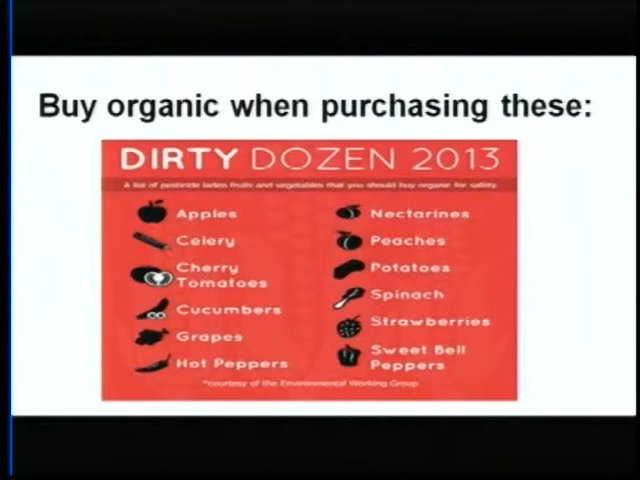 Buy organic when purchasing these:
DIRTY DOZEN 2013
A list of pesticide laden fruits and vegetables that you should buy organic for safety.
Apples
Celery
Cherry
Tomatoes
Cucumbers
Grapes
Hot Peppers
Nectarines
Peaches
Potatoes
Spinach
Strawberries
Sweet Bell
Peppers
*courtesy of the Environmental Working Group